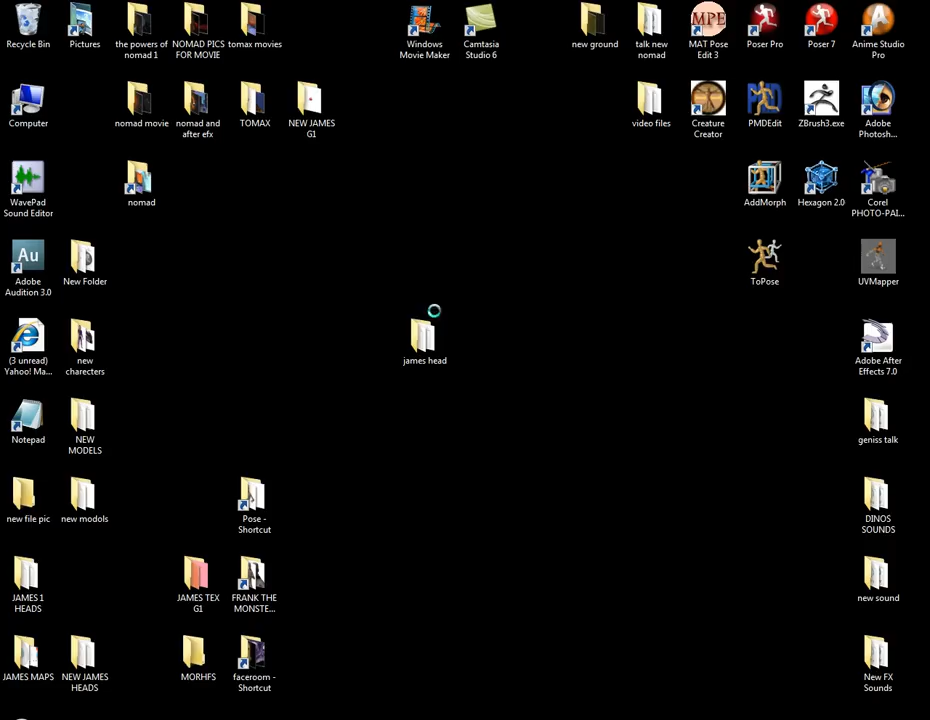 Recycle Bin
Pictures
the powers of
nomad 1
NOMAD PICS
FOR MOVIE
tomax movies
Windows
Movie Maker
Camtasia
Studio 6
new ground
talk new
nomad
MPE
MAT Pose
Edit 3
Poser Pro
Poser 7
Anime Studio
Pro
Computer
nomad movie
nomad and
after efx
TOMAX
NEW JAMES
G1
video files
Creature
Creator
PMDEdit
ZBrush3.exe
Adobe
Photosh...
WavePad
Sound Editor
nomad
AddMorph
Hexagon 2.0
Corel
PHOTO-PAI...
Au
Adobe
Audition 3.0
New Folder
ToPose
UVMapper
(3 unread)
Yahoo! Ma...
new
charecters
james head
Adobe After
Effects 7.0
Notepad
NEW
MODELS
geniss talk
new file pic
new modols
Pose -
Shortcut
DINOS
SOUNDS
JAMES 1
HEADS
JAMES TEX
G1
FRANK THE
MONSTE...
new sound
JAMES MAPS
NEW JAMES
HEADS
MORHFS
faceroom -
Shortcut
New FX
Sounds